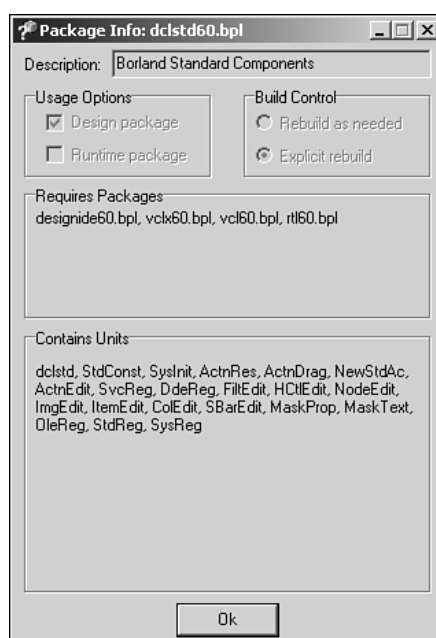 Package Info: dclstd60.bpl
Description: Borland Standard Components
Usage Options
Design package
Runtime package
Build Control
Rebuild as needed
Explicit rebuild
Requires Packages
designide60.bpl, vclx60.bpl, vcl60.bpl, rtl60.bpl
Contains Units
dclstd, StdConst, SysInit, ActnRes, ActnDrag, NewStdAc,
ActnEdit, SvcReg, DdeReg, FiltEdit, HCtlEdit, NodeEdit,
ImgEdit, ItemEdit, ColEdit, SBarEdit, MaskProp, MaskText,
OleReg, StdReg, SysReg
Ok